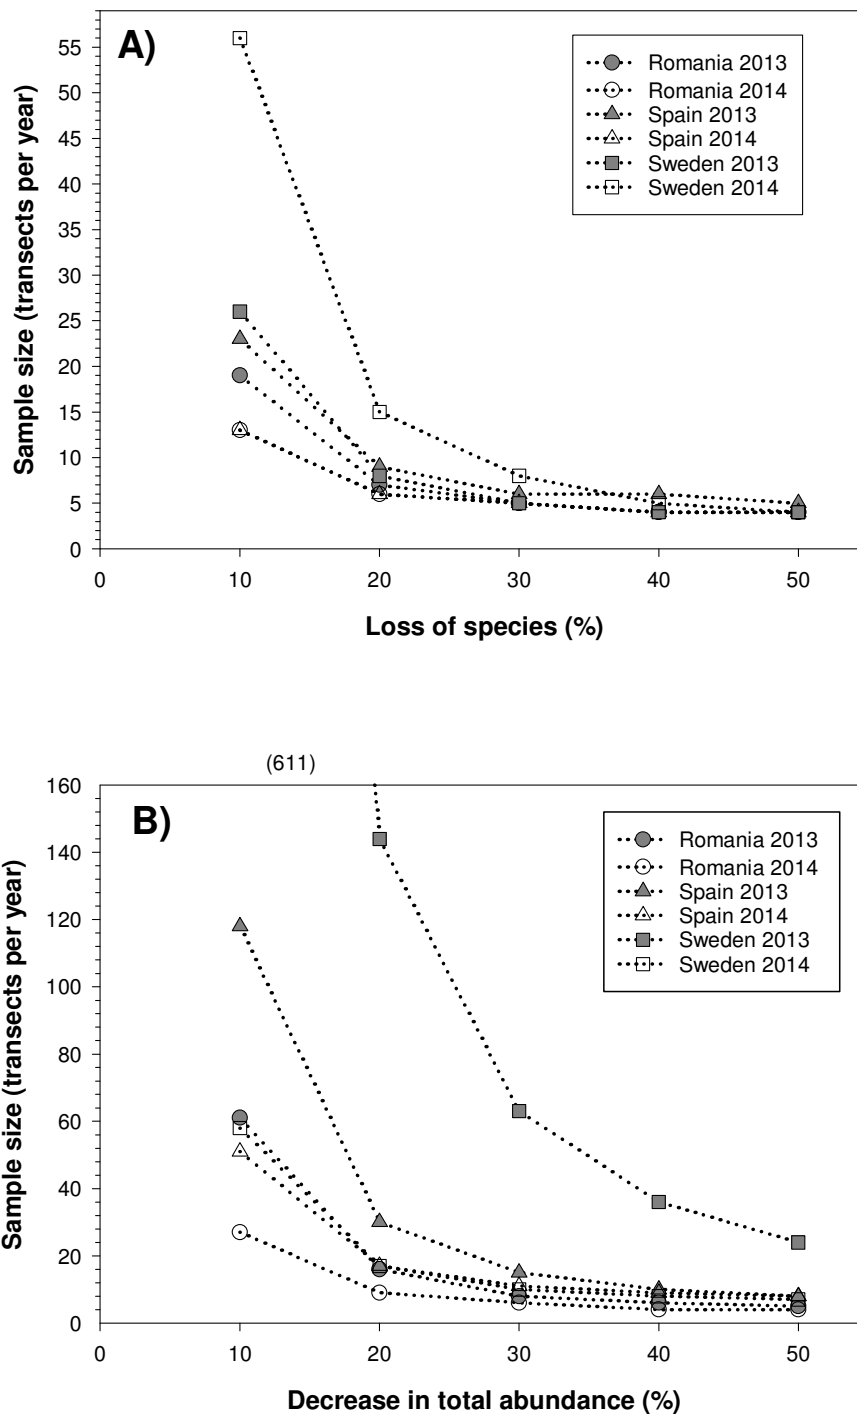 A)
Sample size (transects per year)
55
50
45
40
35
30
25
20
15
10
5
0
Romania 2013
Romania 2014
Spain 2013
Spain 2014
Sweden 2013
Sweden 2014
0 10 20 30 40 50
Loss of species (%)
(611)
B)
Sample size (transects per year)
160
140
120
100
80
60
40
20
0
Romania 2013
Romania 2014
Spain 2013
Spain 2014
Sweden 2013
Sweden 2014
0 10 20 30 40 50
Decrease in total abundance (%)